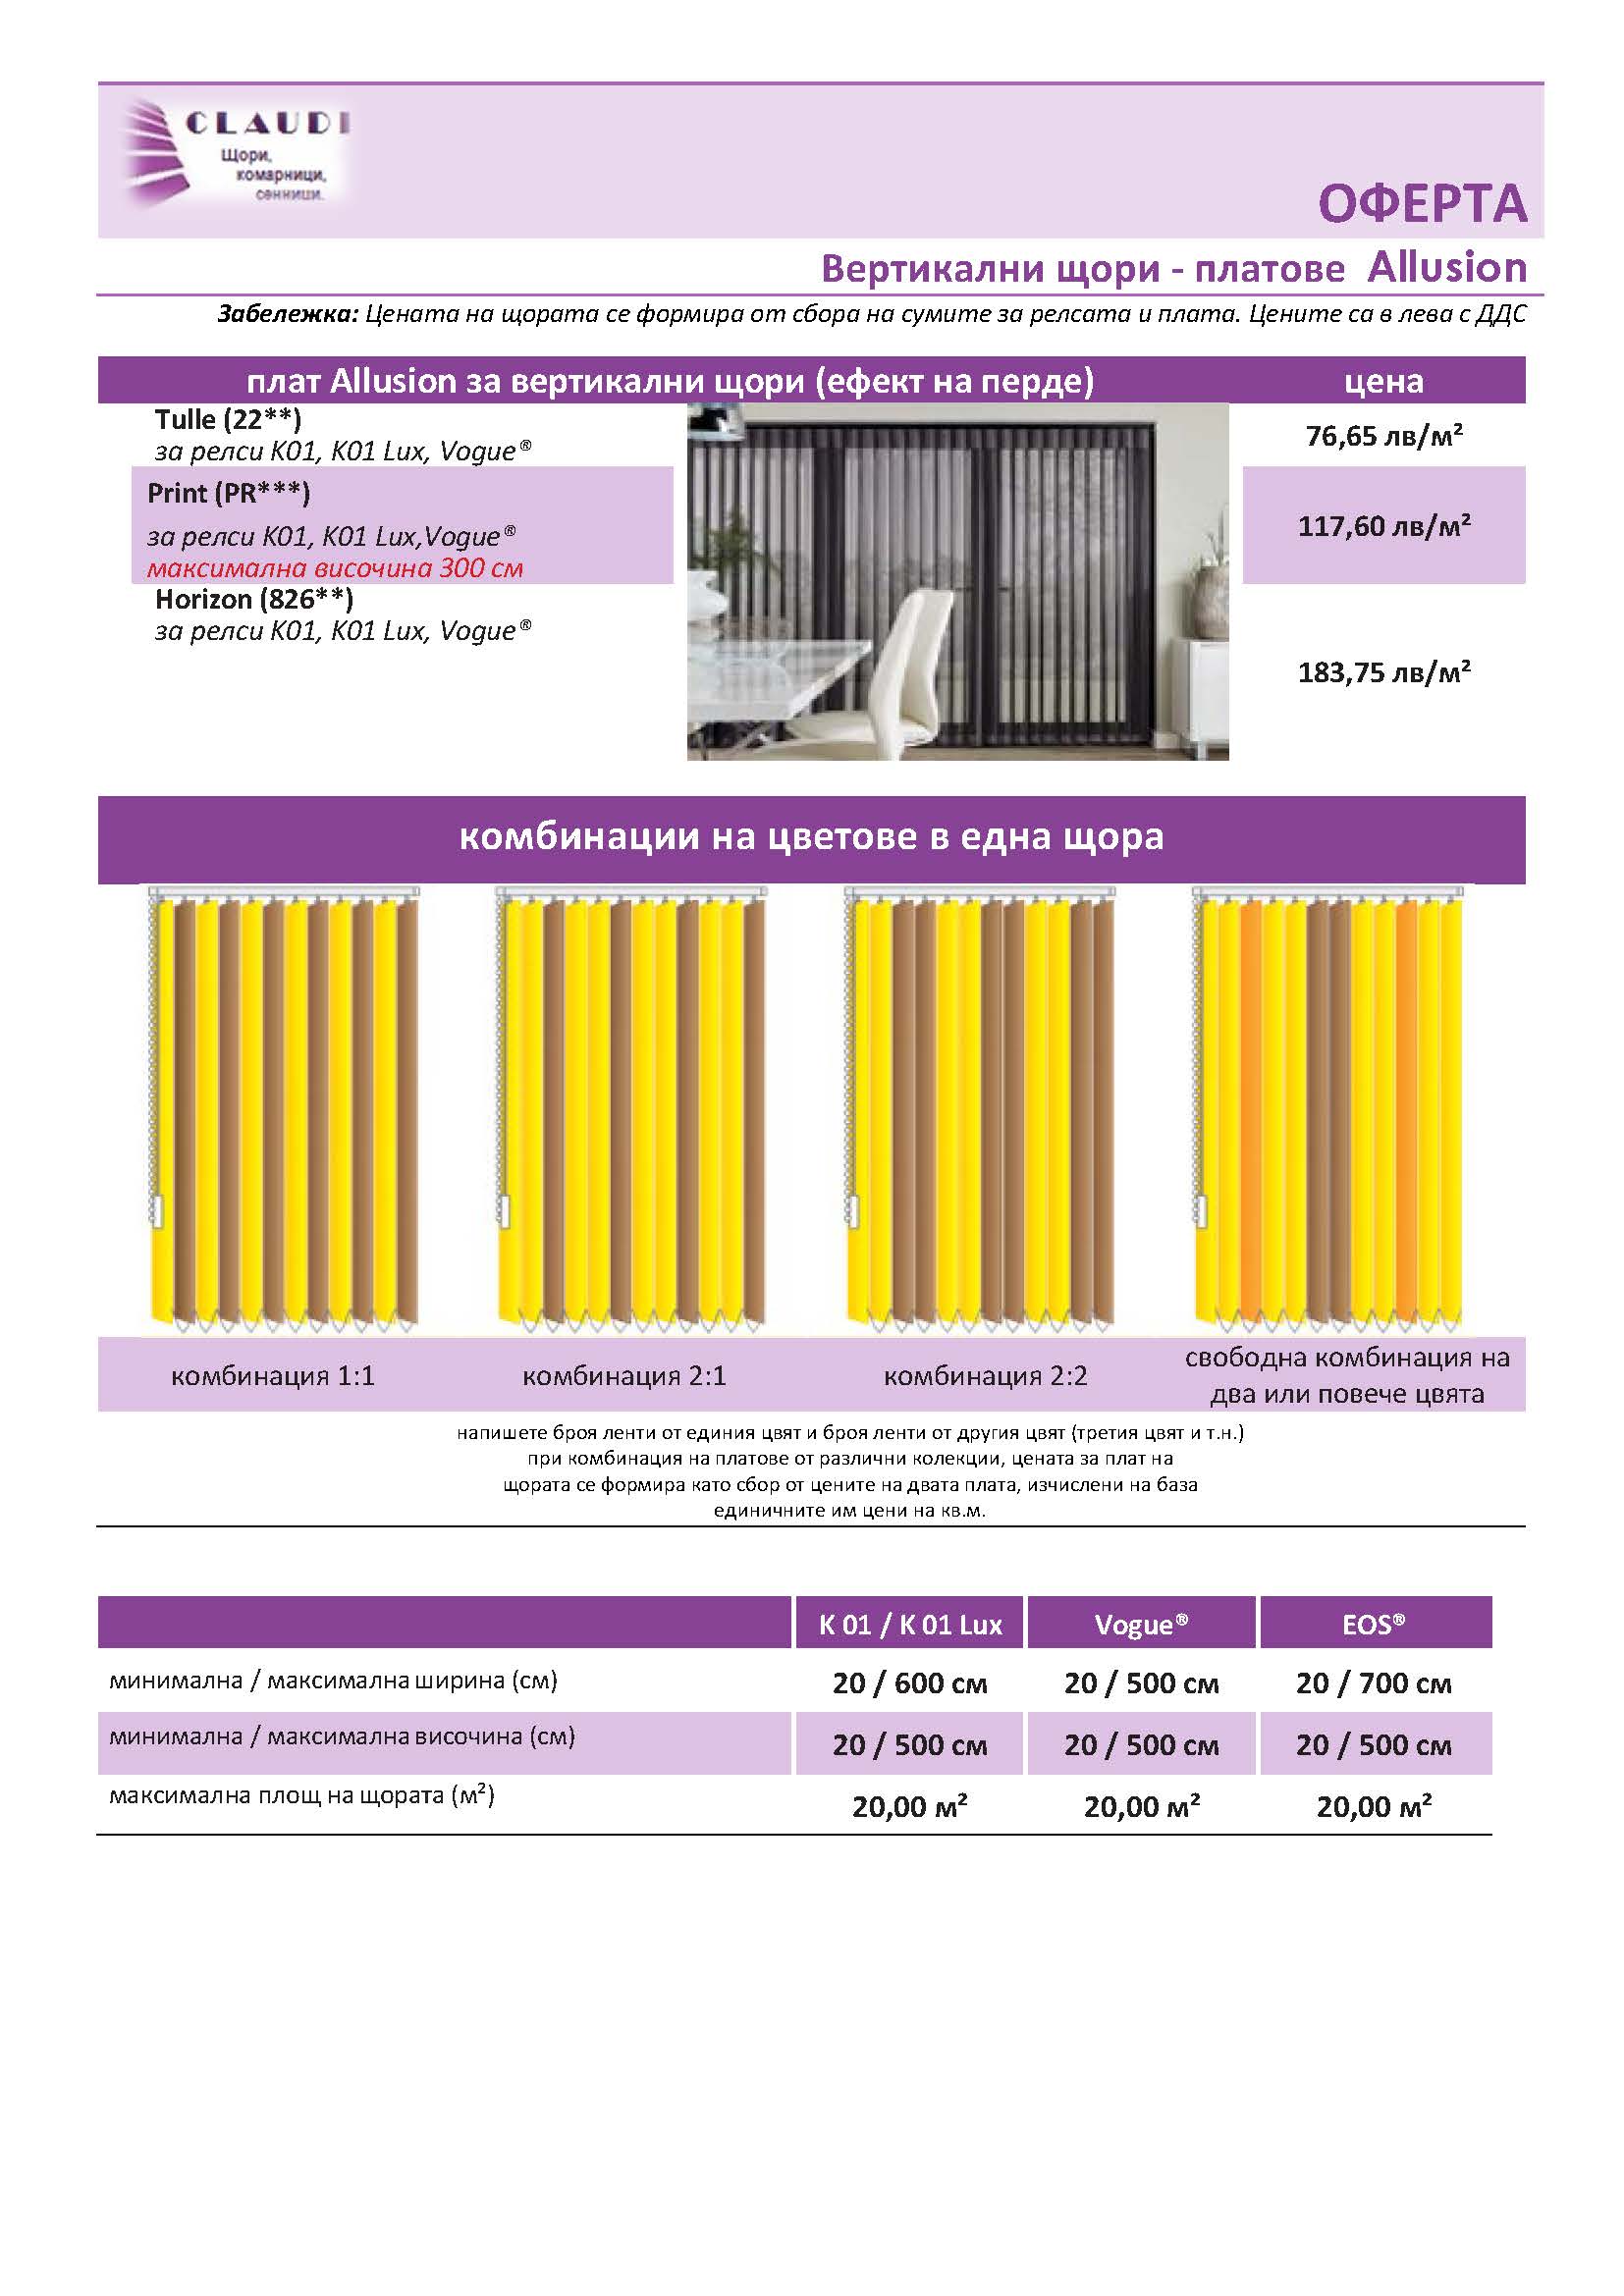 CLAUDI
Щори,
комарници,
сенници.
ОФЕРТА
Вертикални щори - платове Allusion
Забележка: Цената на щората се формира от сбора на сумите за релсата и плата. Цените са в лева с ДДС
плат Allusion за вертикални щори (ефект на перде) цена
Tulle (22**)
за релси K01, K01 Lux, Vogue®
76,65 лв/м²
Print (PR***)
за релси K01, K01 Lux,Vogue®
максимална височина 300 см
117,60 лв/м²
Horizon (826**)
за релси K01, K01 Lux, Vogue®
183,75 лв/м²
комбинации на цветове в една щора
комбинация 1:1
комбинация 2:1
комбинация 2:2
свободна комбинация на
два или повече цвята
напишете броя ленти от единия цвят и броя ленти от другия цвят (третия цвят и т.н.)
при комбинация на платове от различни колекции, цената за плат на
щората се формира като сбор от цените на двата плата, изчислени на база
единичните им цени на кв.м.
K 01 / K 01 Lux Vogue® EOS®
минимална / максимална ширина (см) 20 / 600 см 20 / 500 см 20 / 700 см
минимална / максимална височина (см) 20 / 500 см 20 / 500 см 20 / 500 см
максимална площ на щората (м²) 20,00 м² 20,00 м² 20,00 м²